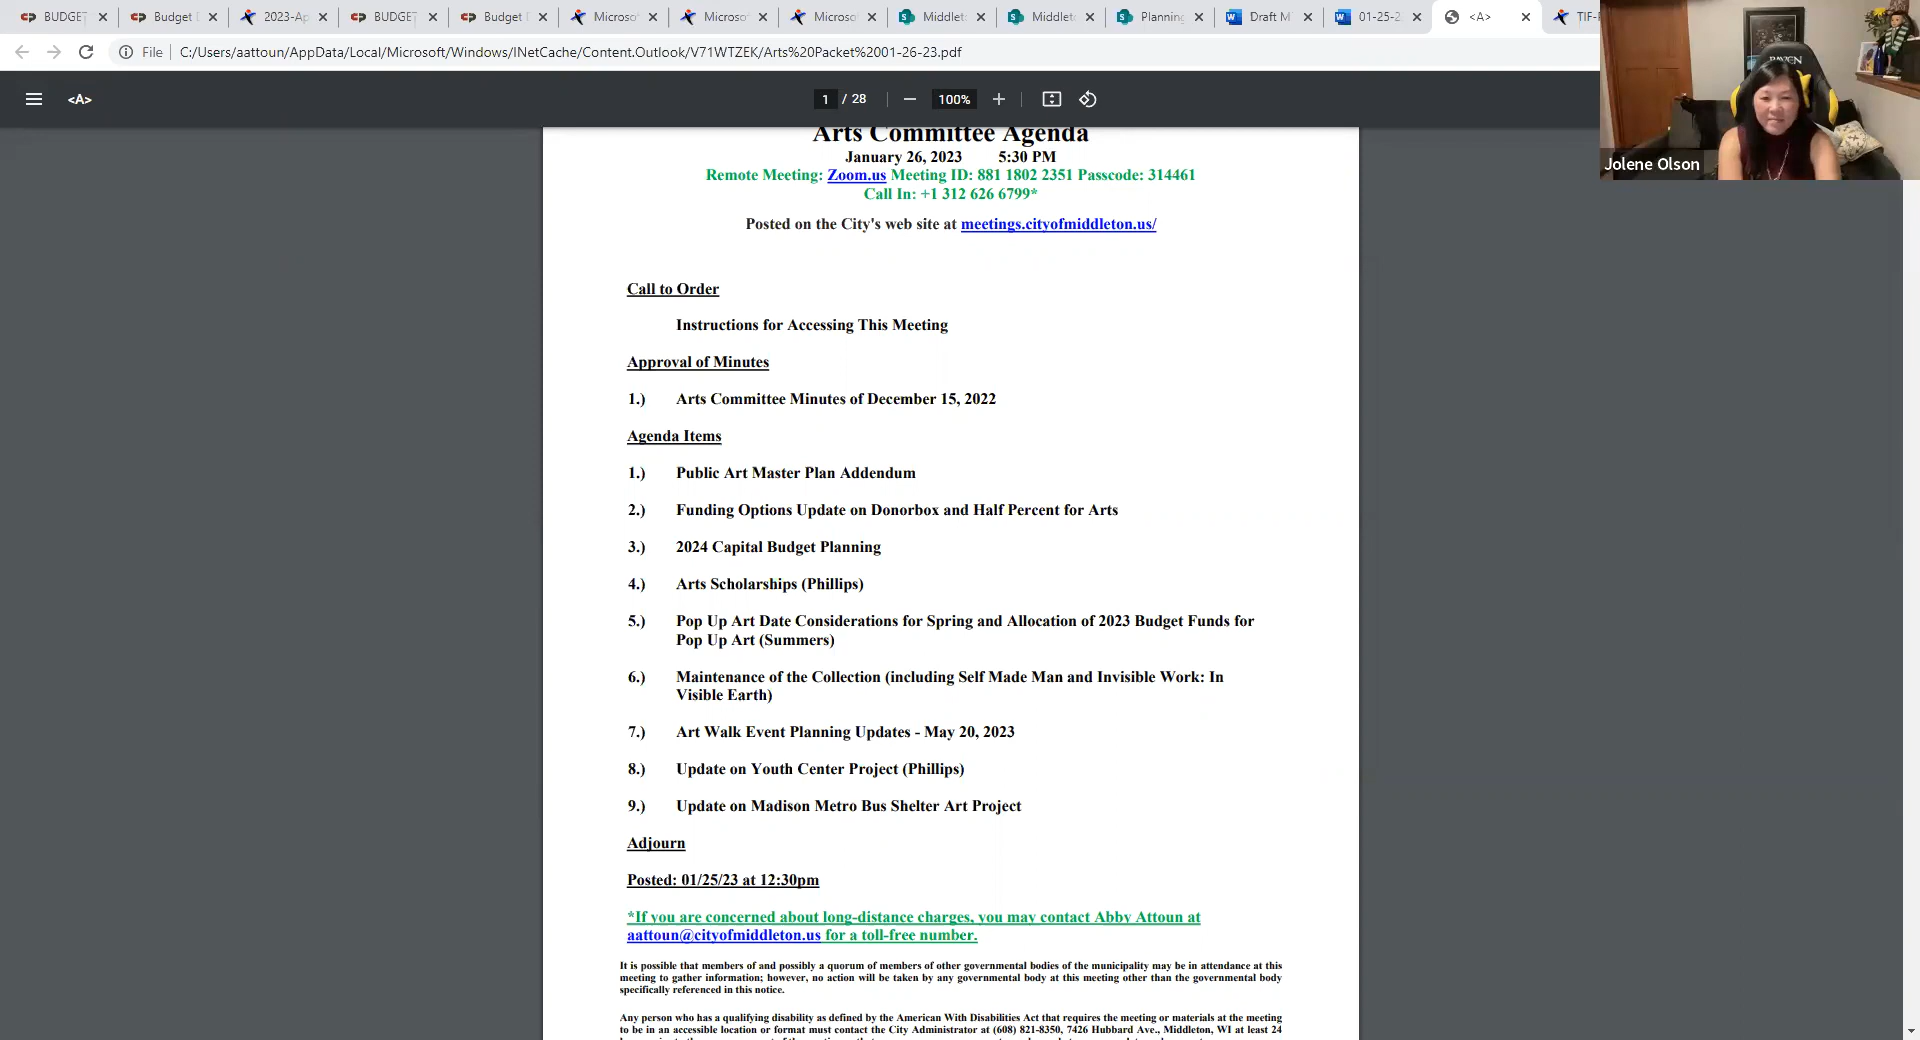 BUDGET Budget 2023-Ap BUDGET Budget Microso Microso Microso Middlet Middlet Planning Draft M 01-25-2 <A> TIF-
File C:/Users/aattoun/AppData/Local/Microsoft/Windows/INetCache/Content.Outlook/V71WTZEK/Arts%20Packet%2001-26-23.pdf
<A> 1 / 28 100%
RAVEN
Jolene Olson
Arts Committee Agenda
January 26, 2023 5:30 PM
Remote Meeting: Zoom.us Meeting ID: 881 1802 2351 Passcode: 314461
Call In: +1 312 626 6799*
Posted on the City's web site at meetings.cityofmiddleton.us/
Call to Order
Instructions for Accessing This Meeting
Approval of Minutes
1.) Arts Committee Minutes of December 15, 2022
Agenda Items
1.) Public Art Master Plan Addendum
2.) Funding Options Update on Donorbox and Half Percent for Arts
3.) 2024 Capital Budget Planning
4.) Arts Scholarships (Phillips)
5.) Pop Up Art Date Considerations for Spring and Allocation of 2023 Budget Funds for
Pop Up Art (Summers)
6.) Maintenance of the Collection (including Self Made Man and Invisible Work: In
Visible Earth)
7.) Art Walk Event Planning Updates - May 20, 2023
8.) Update on Youth Center Project (Phillips)
9.) Update on Madison Metro Bus Shelter Art Project
Adjourn
Posted: 01/25/23 at 12:30pm
*If you are concerned about long-distance charges, you may contact Abby Attoun at
aattoun@cityofmiddleton.us for a toll-free number.
It is possible that members of and possibly a quorum of members of other governmental bodies of the municipality may be in attendance at this
meeting to gather information; however, no action will be taken by any governmental body at this meeting other than the governmental body
specifically referenced in this notice.
Any person who has a qualifying disability as defined by the American With Disabilities Act that requires the meeting or materials at the meeting
to be in an accessible location or format must contact the City Administrator at (608) 821-8350, 7426 Hubbard Ave., Middleton, WI at least 24